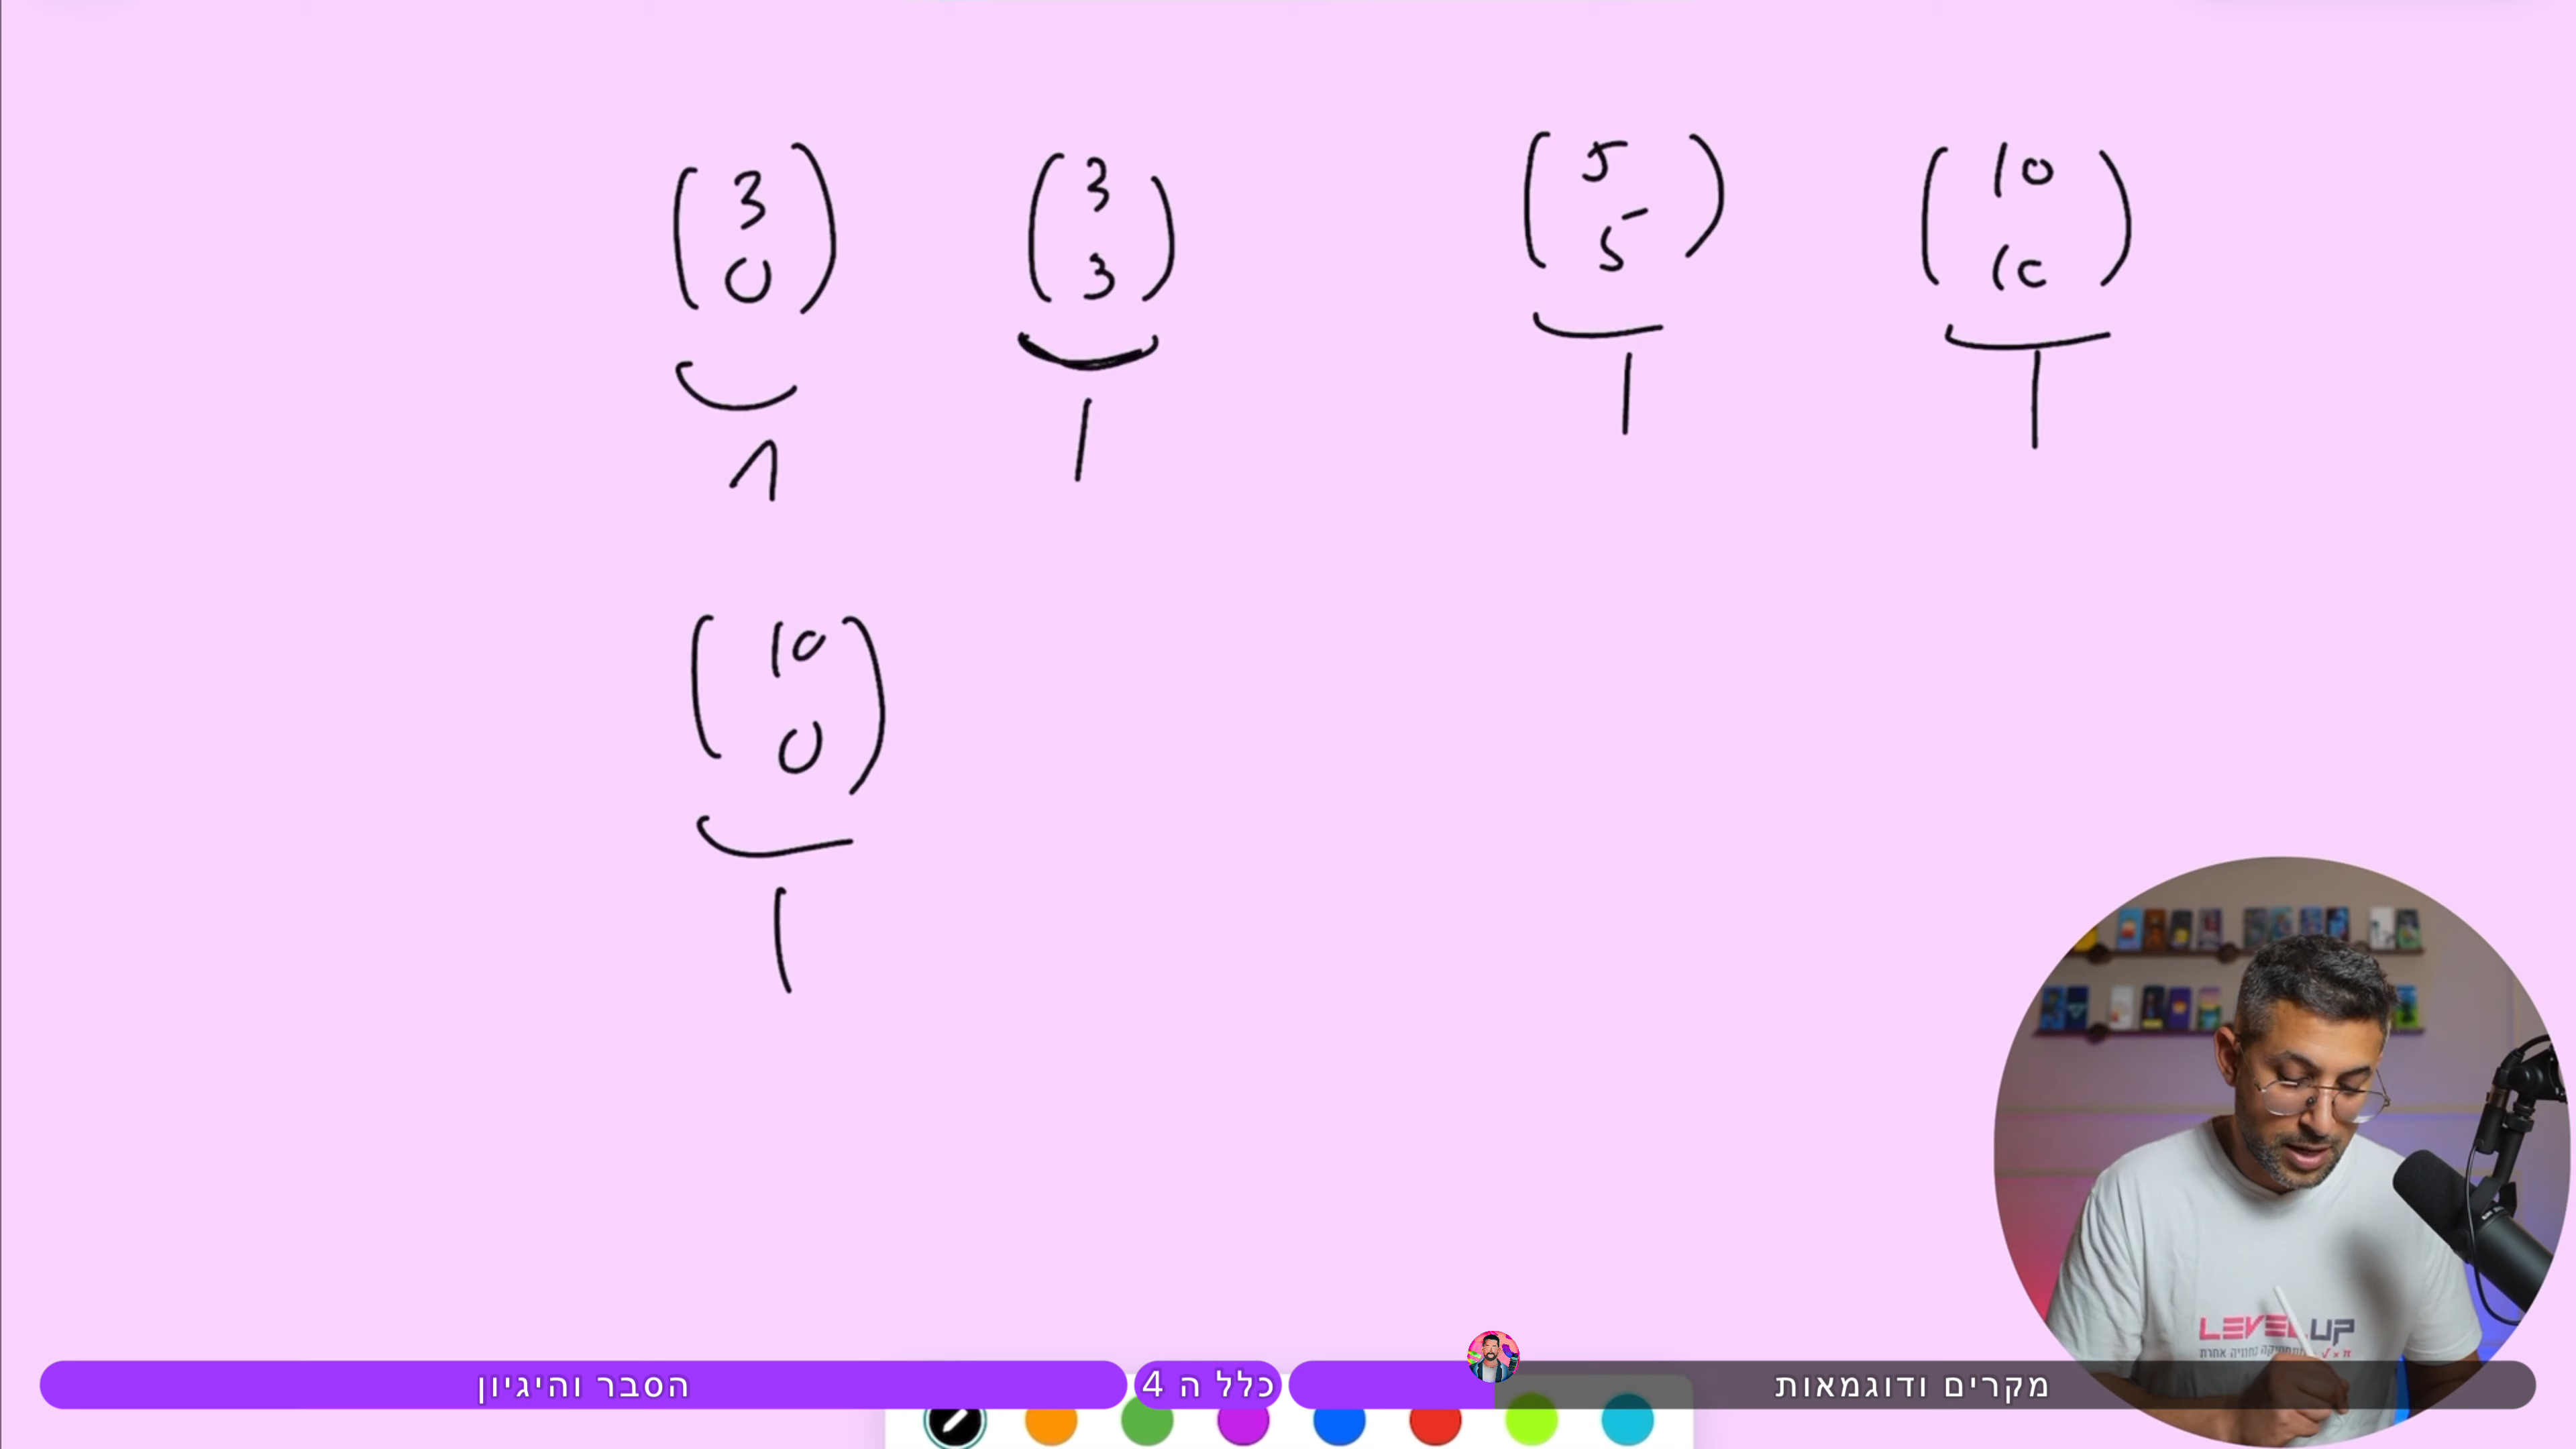 ( 3 0 ) ( 3 3 ) ( 5 5 ) ( 10 10 )
1 1 1 1
( 10 0 )
1
LEVEL UP
הסבר והיגיון כלל ה 4 מקרים ודוגמאות